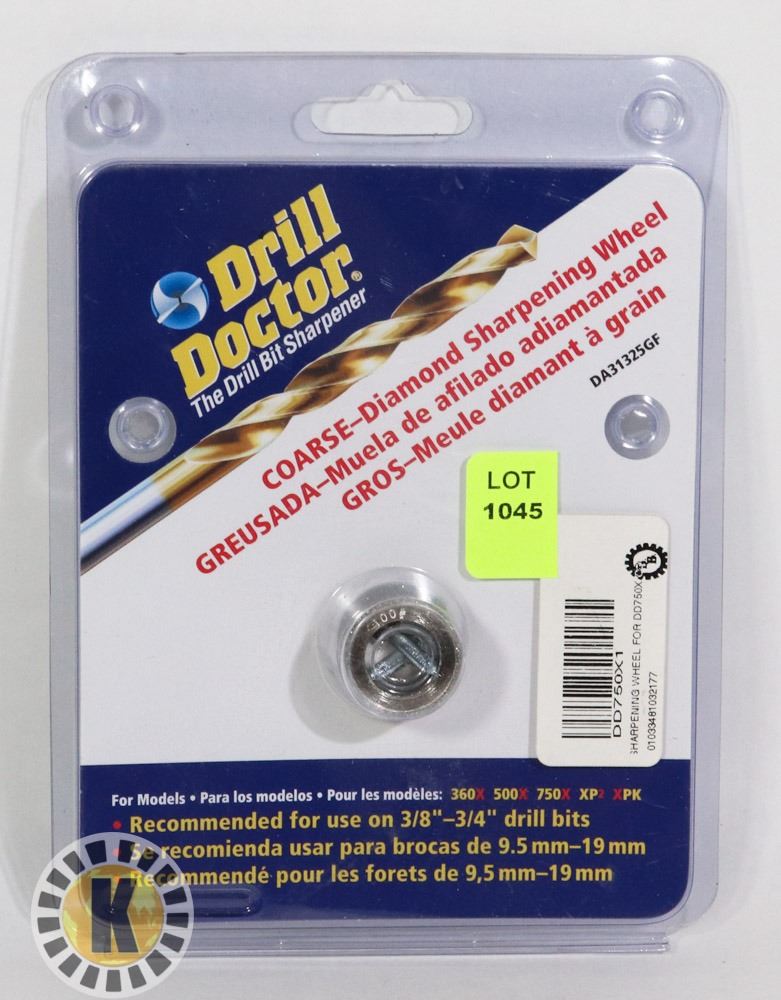 Drill
Doctor®
The Drill Bit Sharpener
COARSE–Diamond Sharpening Wheel
GREUSADA–Muela de afilado adiamantada
GROS–Meule diamant à grain
DA31325GF
LOT
1045
100#
DD750X1
SHARPENING WHEEL FOR DD750X
01033481032177
For Models • Para los modelos • Pour les modèles: 360X 500X 750X XP2 XPK
• Recommended for use on 3/8"–3/4" drill bits
• Se recomienda usar para brocas de 9.5 mm–19 mm
• Recommendé pour les forets de 9,5 mm–19 mm
K